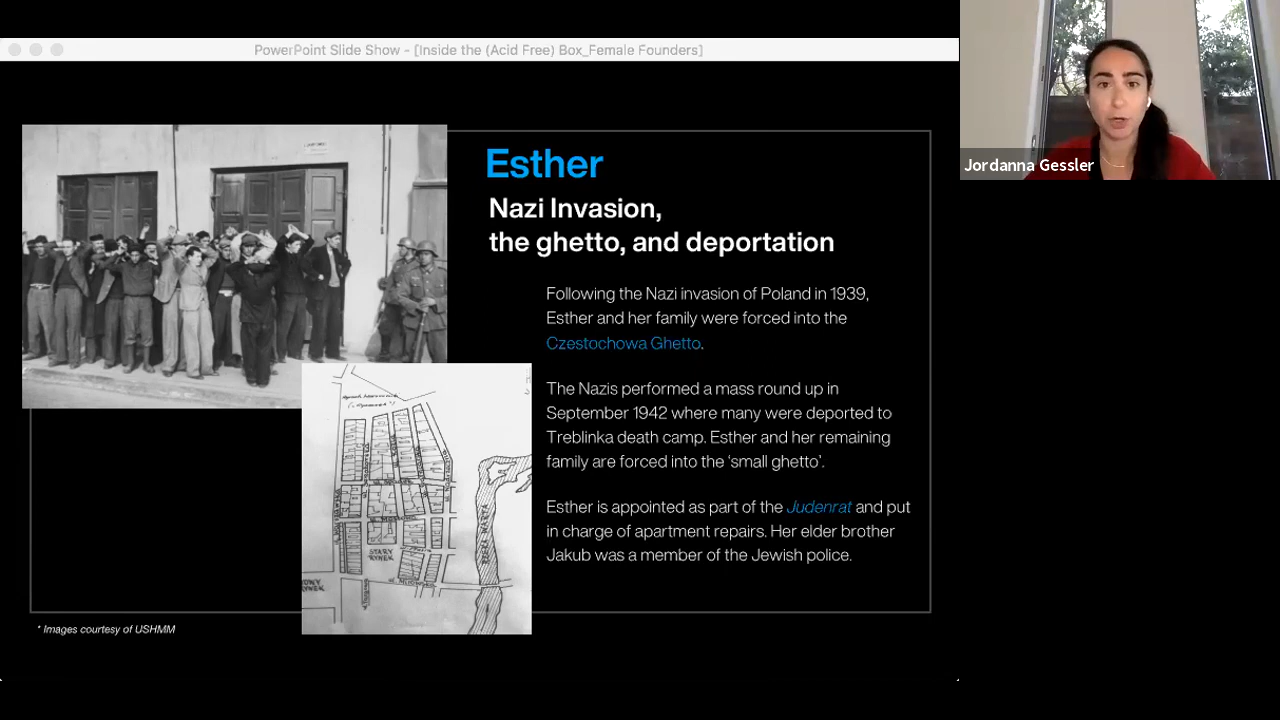 PowerPoint Slide Show - [Inside the (Acid Free) Box_Female Founders]
Jordanna Gessler
Esther
Nazi Invasion,
the ghetto, and deportation
Following the Nazi invasion of Poland in 1939,
Esther and her family were forced into the
Czestochowa Ghetto.
The Nazis performed a mass round up in
September 1942 where many were deported to
Treblinka death camp. Esther and her remaining
family are forced into the ‘small ghetto’.
Esther is appointed as part of the Judenrat and put
in charge of apartment repairs. Her elder brother
Jakub was a member of the Jewish police.
STARY
RYNEK
RYNEK
* Images courtesy of USHMM